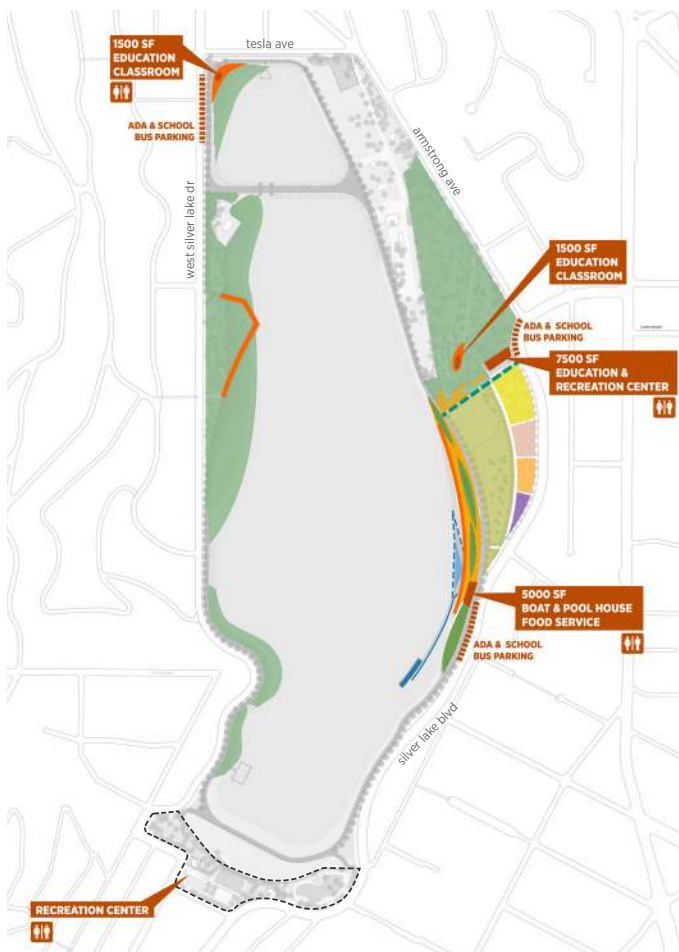 tesla ave
1500 SF
EDUCATION
CLASSROOM
ADA & SCHOOL
BUS PARKING
armstrong ave
west silver lake dr
1500 SF
EDUCATION
CLASSROOM
ADA & SCHOOL
BUS PARKING
7500 SF
EDUCATION &
RECREATION CENTER
5000 SF
BOAT & POOL HOUSE
FOOD SERVICE
ADA & SCHOOL
BUS PARKING
silver lake blvd
RECREATION CENTER